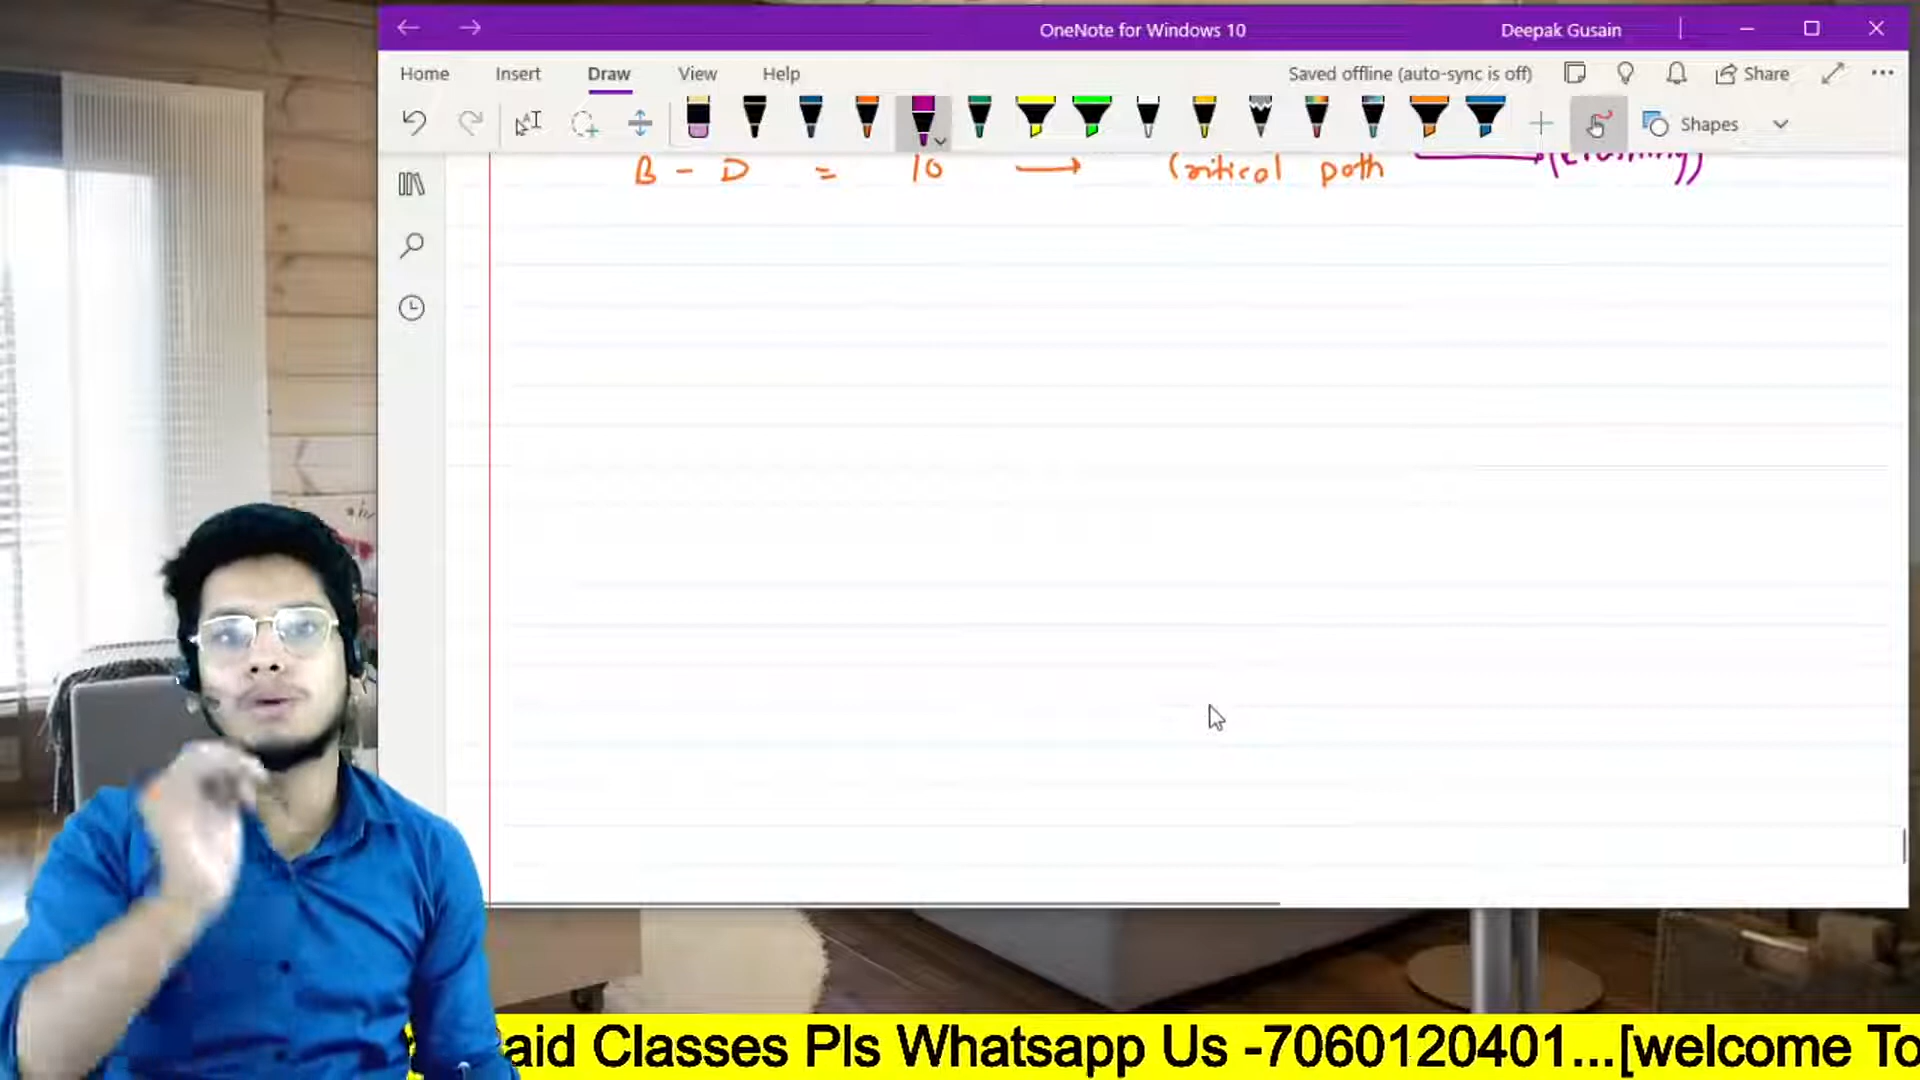 OneNote for Windows 10 Deepak Gusain
Home Insert Draw View Help Saved offline (auto-sync is off) Share
Shapes
B - D = 10 → Critical path → (Crashing)
aid Classes Pls Whatsapp Us -7060120401...[welcome To